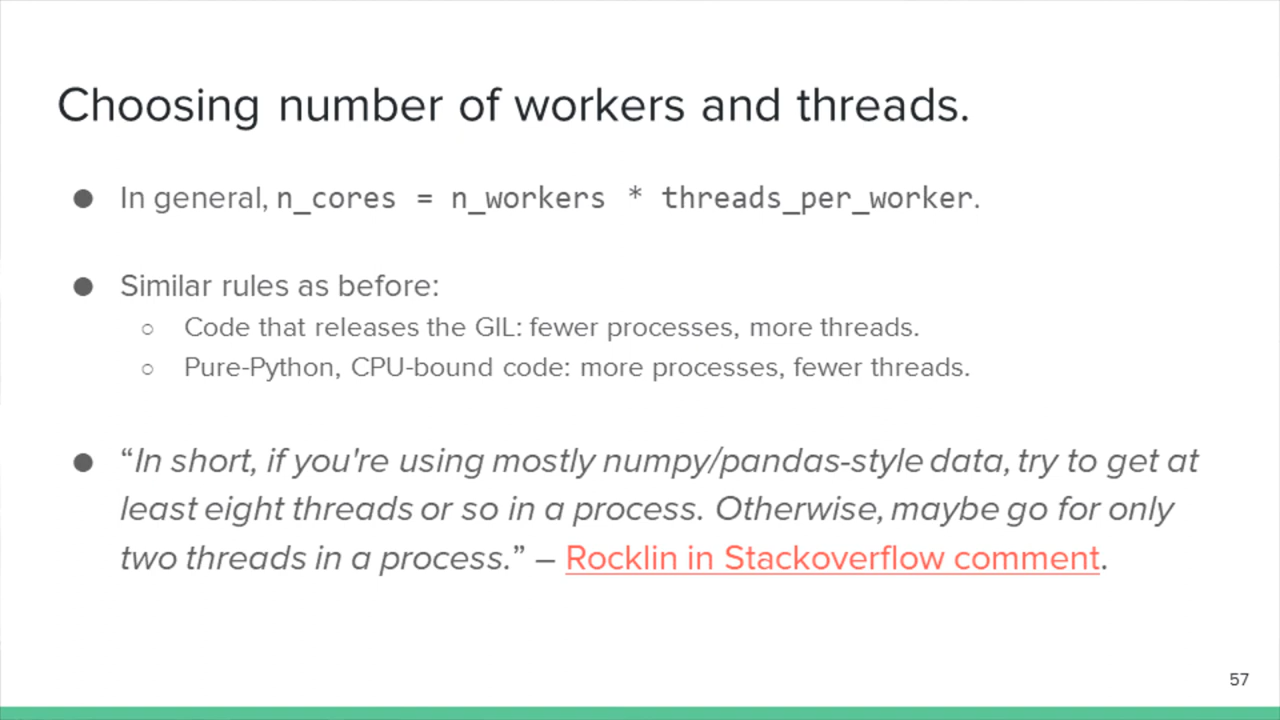 Choosing number of workers and threads.
● In general, n_cores = n_workers * threads_per_worker.
● Similar rules as before:
○ Code that releases the GIL: fewer processes, more threads.
○ Pure-Python, CPU-bound code: more processes, fewer threads.
● “In short, if you're using mostly numpy/pandas-style data, try to get at
least eight threads or so in a process. Otherwise, maybe go for only
two threads in a process.” – Rocklin in Stackoverflow comment.
57